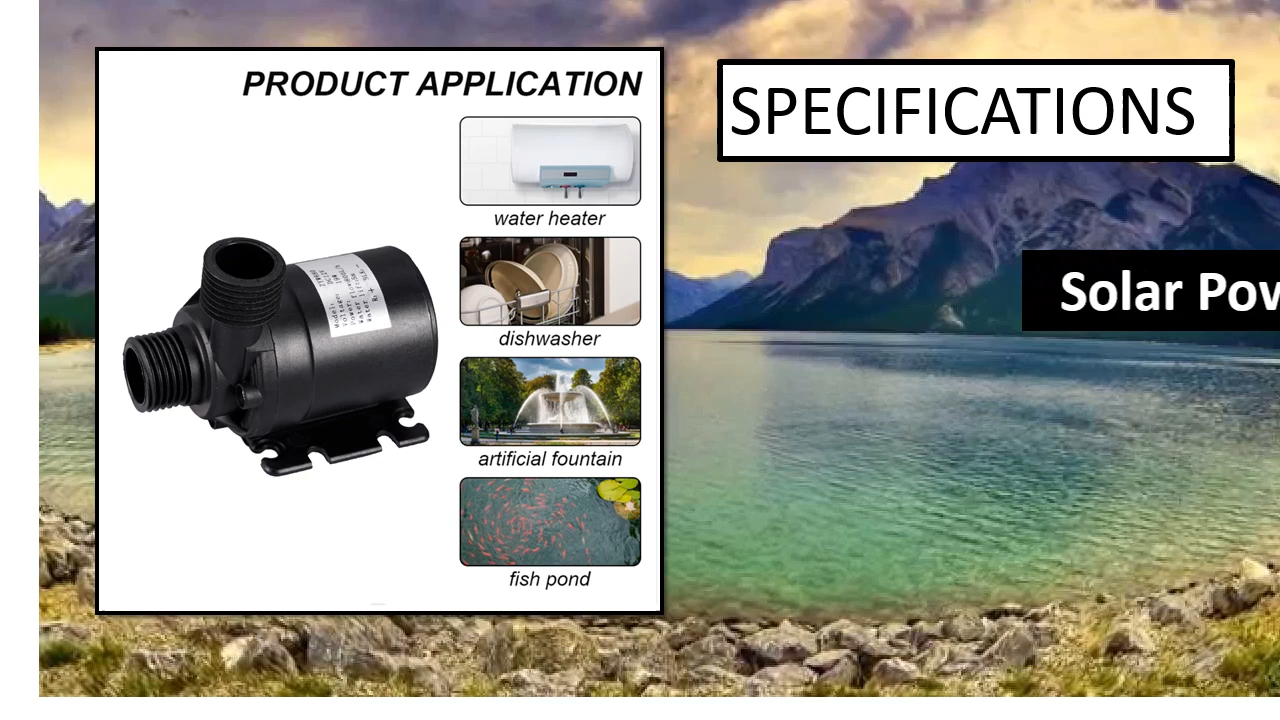 PRODUCT APPLICATION
water heater
dishwasher
artificial fountain
fish pond
SPECIFICATIONS
Solar Pov